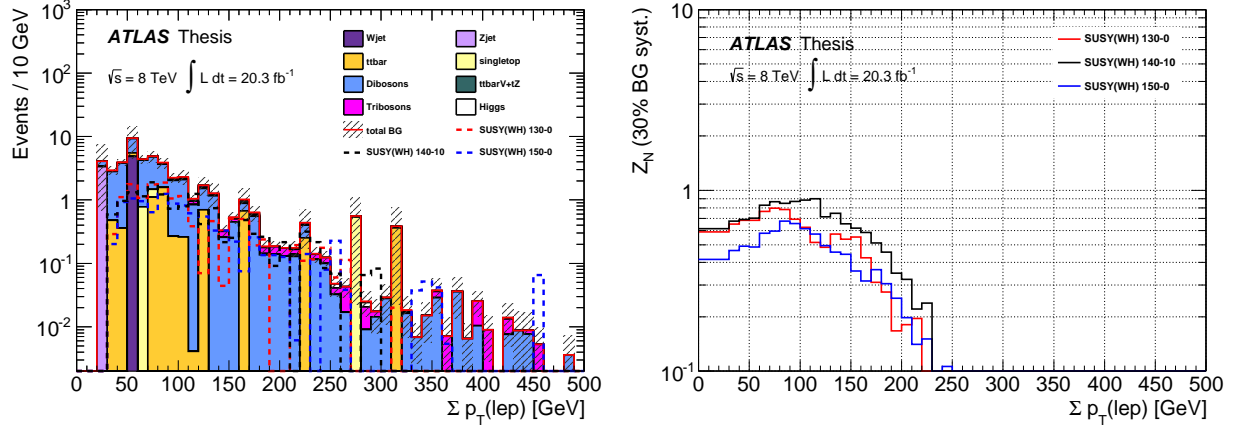 Events / 10 GeV
10⁴
10³
10²
10
1
10⁻¹
10⁻²
ATLAS Thesis
√s = 8 TeV ∫ L dt = 20.3 fb⁻¹
Wjet
Zjet
ttbar
singletop
Dibosons
ttbarV+tZ
Tribosons
Higgs
total BG
SUSY(WH) 130-0
SUSY(WH) 140-10
SUSY(WH) 150-0
0 50 100 150 200 250 300 350 400 450 500
Σ p_T(lep) [GeV]
Z_N (30% BG syst.)
10
1
10⁻¹
ATLAS Thesis
√s = 8 TeV ∫ L dt = 20.3 fb⁻¹
SUSY(WH) 130-0
SUSY(WH) 140-10
SUSY(WH) 150-0
0 50 100 150 200 250 300 350 400 450 500
Σ p_T(lep) [GeV]